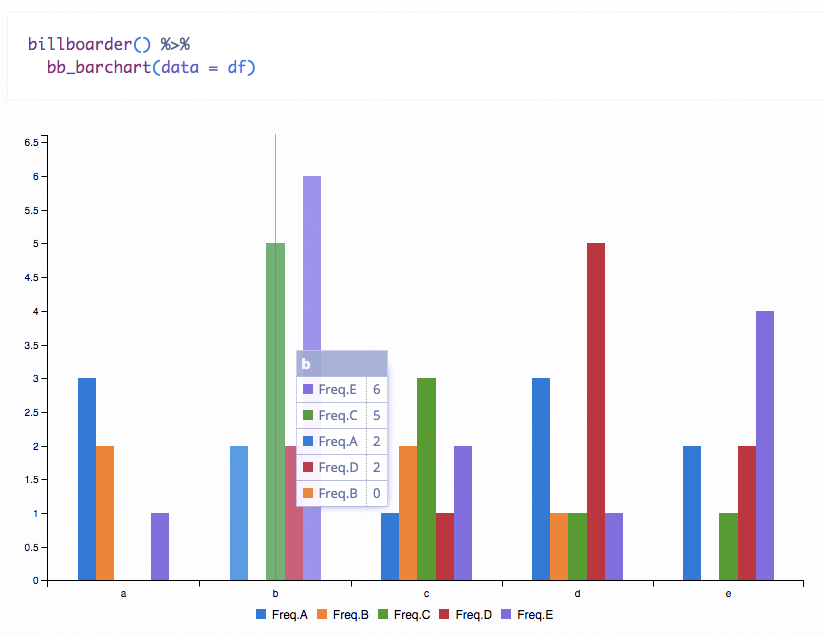 billboarder() %>%
bb_barchart(data = df)
6.5
6
5.5
5
4.5
4
3.5
3
2.5
2
1.5
1
0.5
0
b
Freq.E 6
Freq.C 5
Freq.A 2
Freq.D 2
Freq.B 0
a b c d e
Freq.A Freq.B Freq.C Freq.D Freq.E